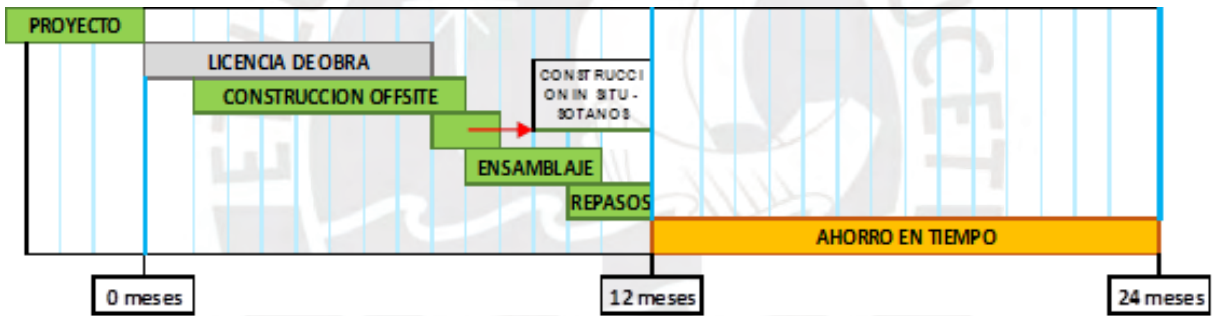 PROYECTO
LICENCIA DE OBRA
CONSTRUCCION OFFSITE
CONSTRUCCI
ON IN SITU -
SOTANOS
ENSAMBLAJE
REPASOS
AHORRO EN TIEMPO
0 meses
12 meses
24 meses